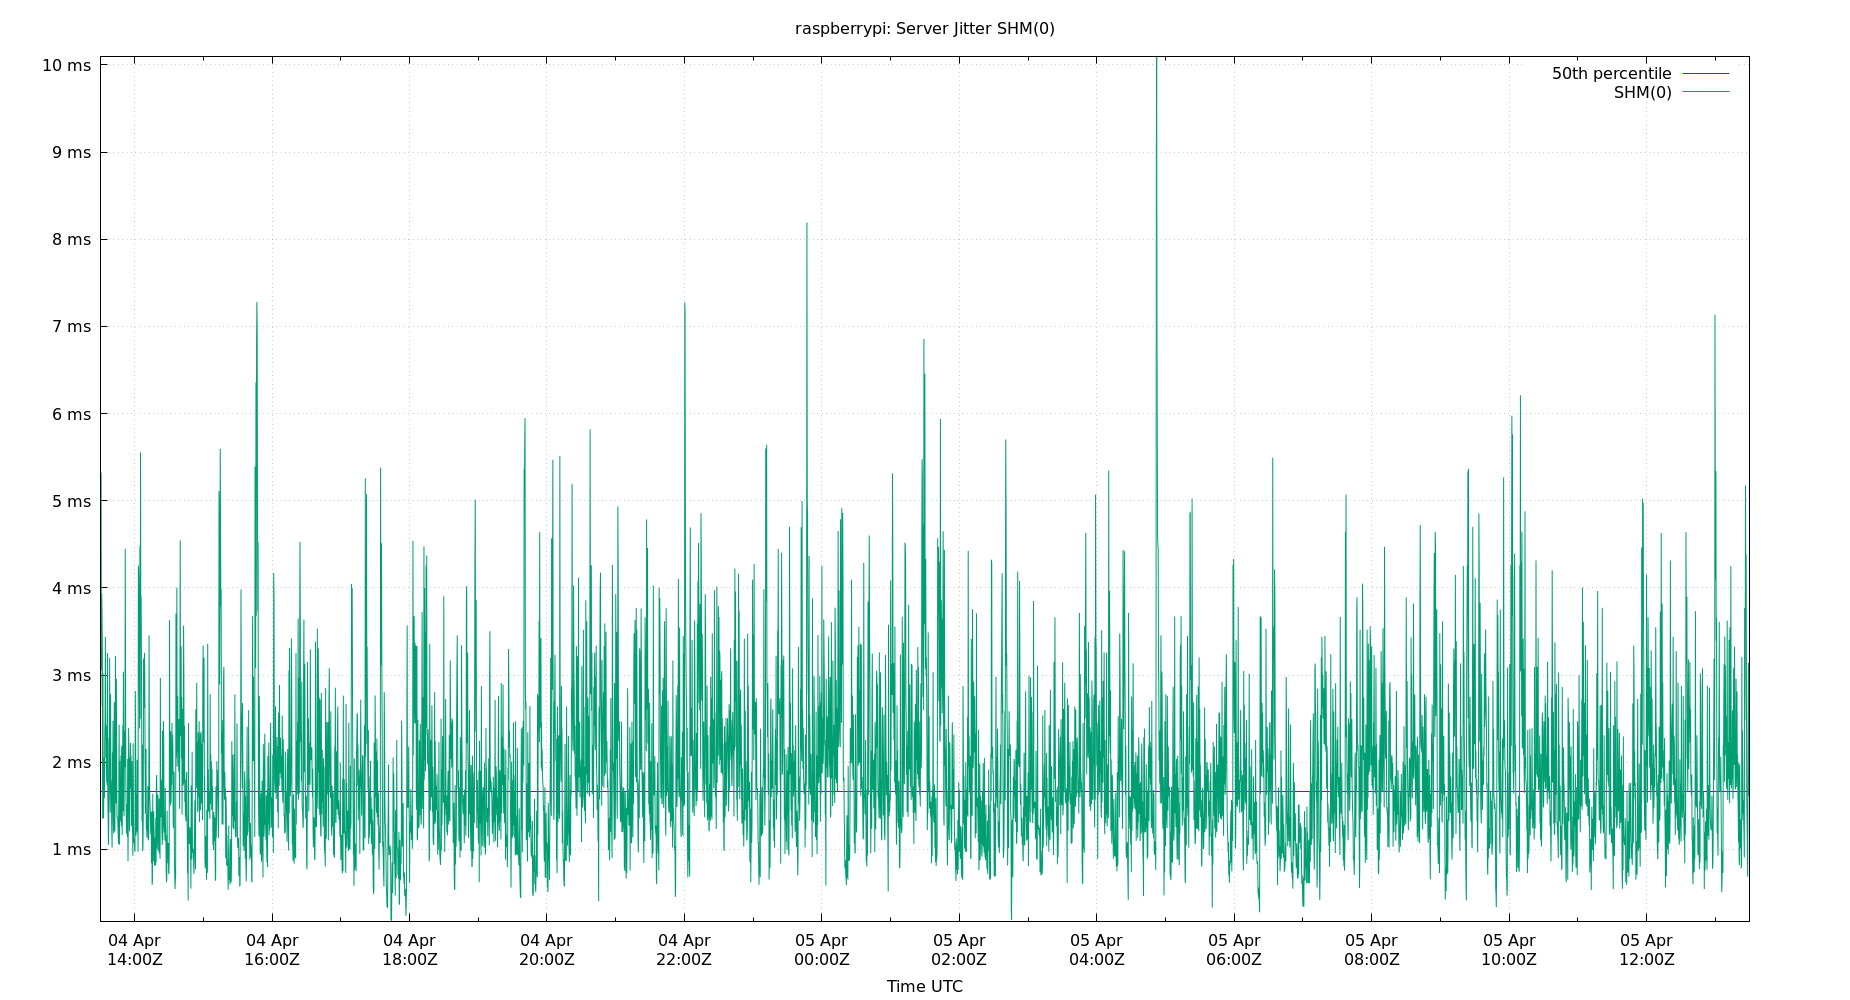 raspberrypi: Server Jitter SHM(0)
10 ms
9 ms
8 ms
7 ms
6 ms
5 ms
4 ms
3 ms
2 ms
1 ms
50th percentile
SHM(0)
04 Apr 04 Apr 04 Apr 04 Apr 04 Apr 05 Apr 05 Apr 05 Apr 05 Apr 05 Apr 05 Apr 05 Apr
14:00Z 16:00Z 18:00Z 20:00Z 22:00Z 00:00Z 02:00Z 04:00Z 06:00Z 08:00Z 10:00Z 12:00Z
Time UTC